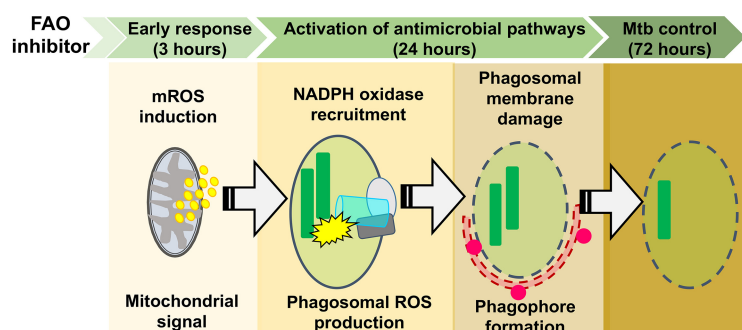 FAO
inhibitor
Early response
(3 hours)
Activation of antimicrobial pathways
(24 hours)
Mtb control
(72 hours)
mROS
induction
NADPH oxidase
recruitment
Phagosomal
membrane
damage
Mitochondrial
signal
Phagosomal ROS
production
Phagophore
formation